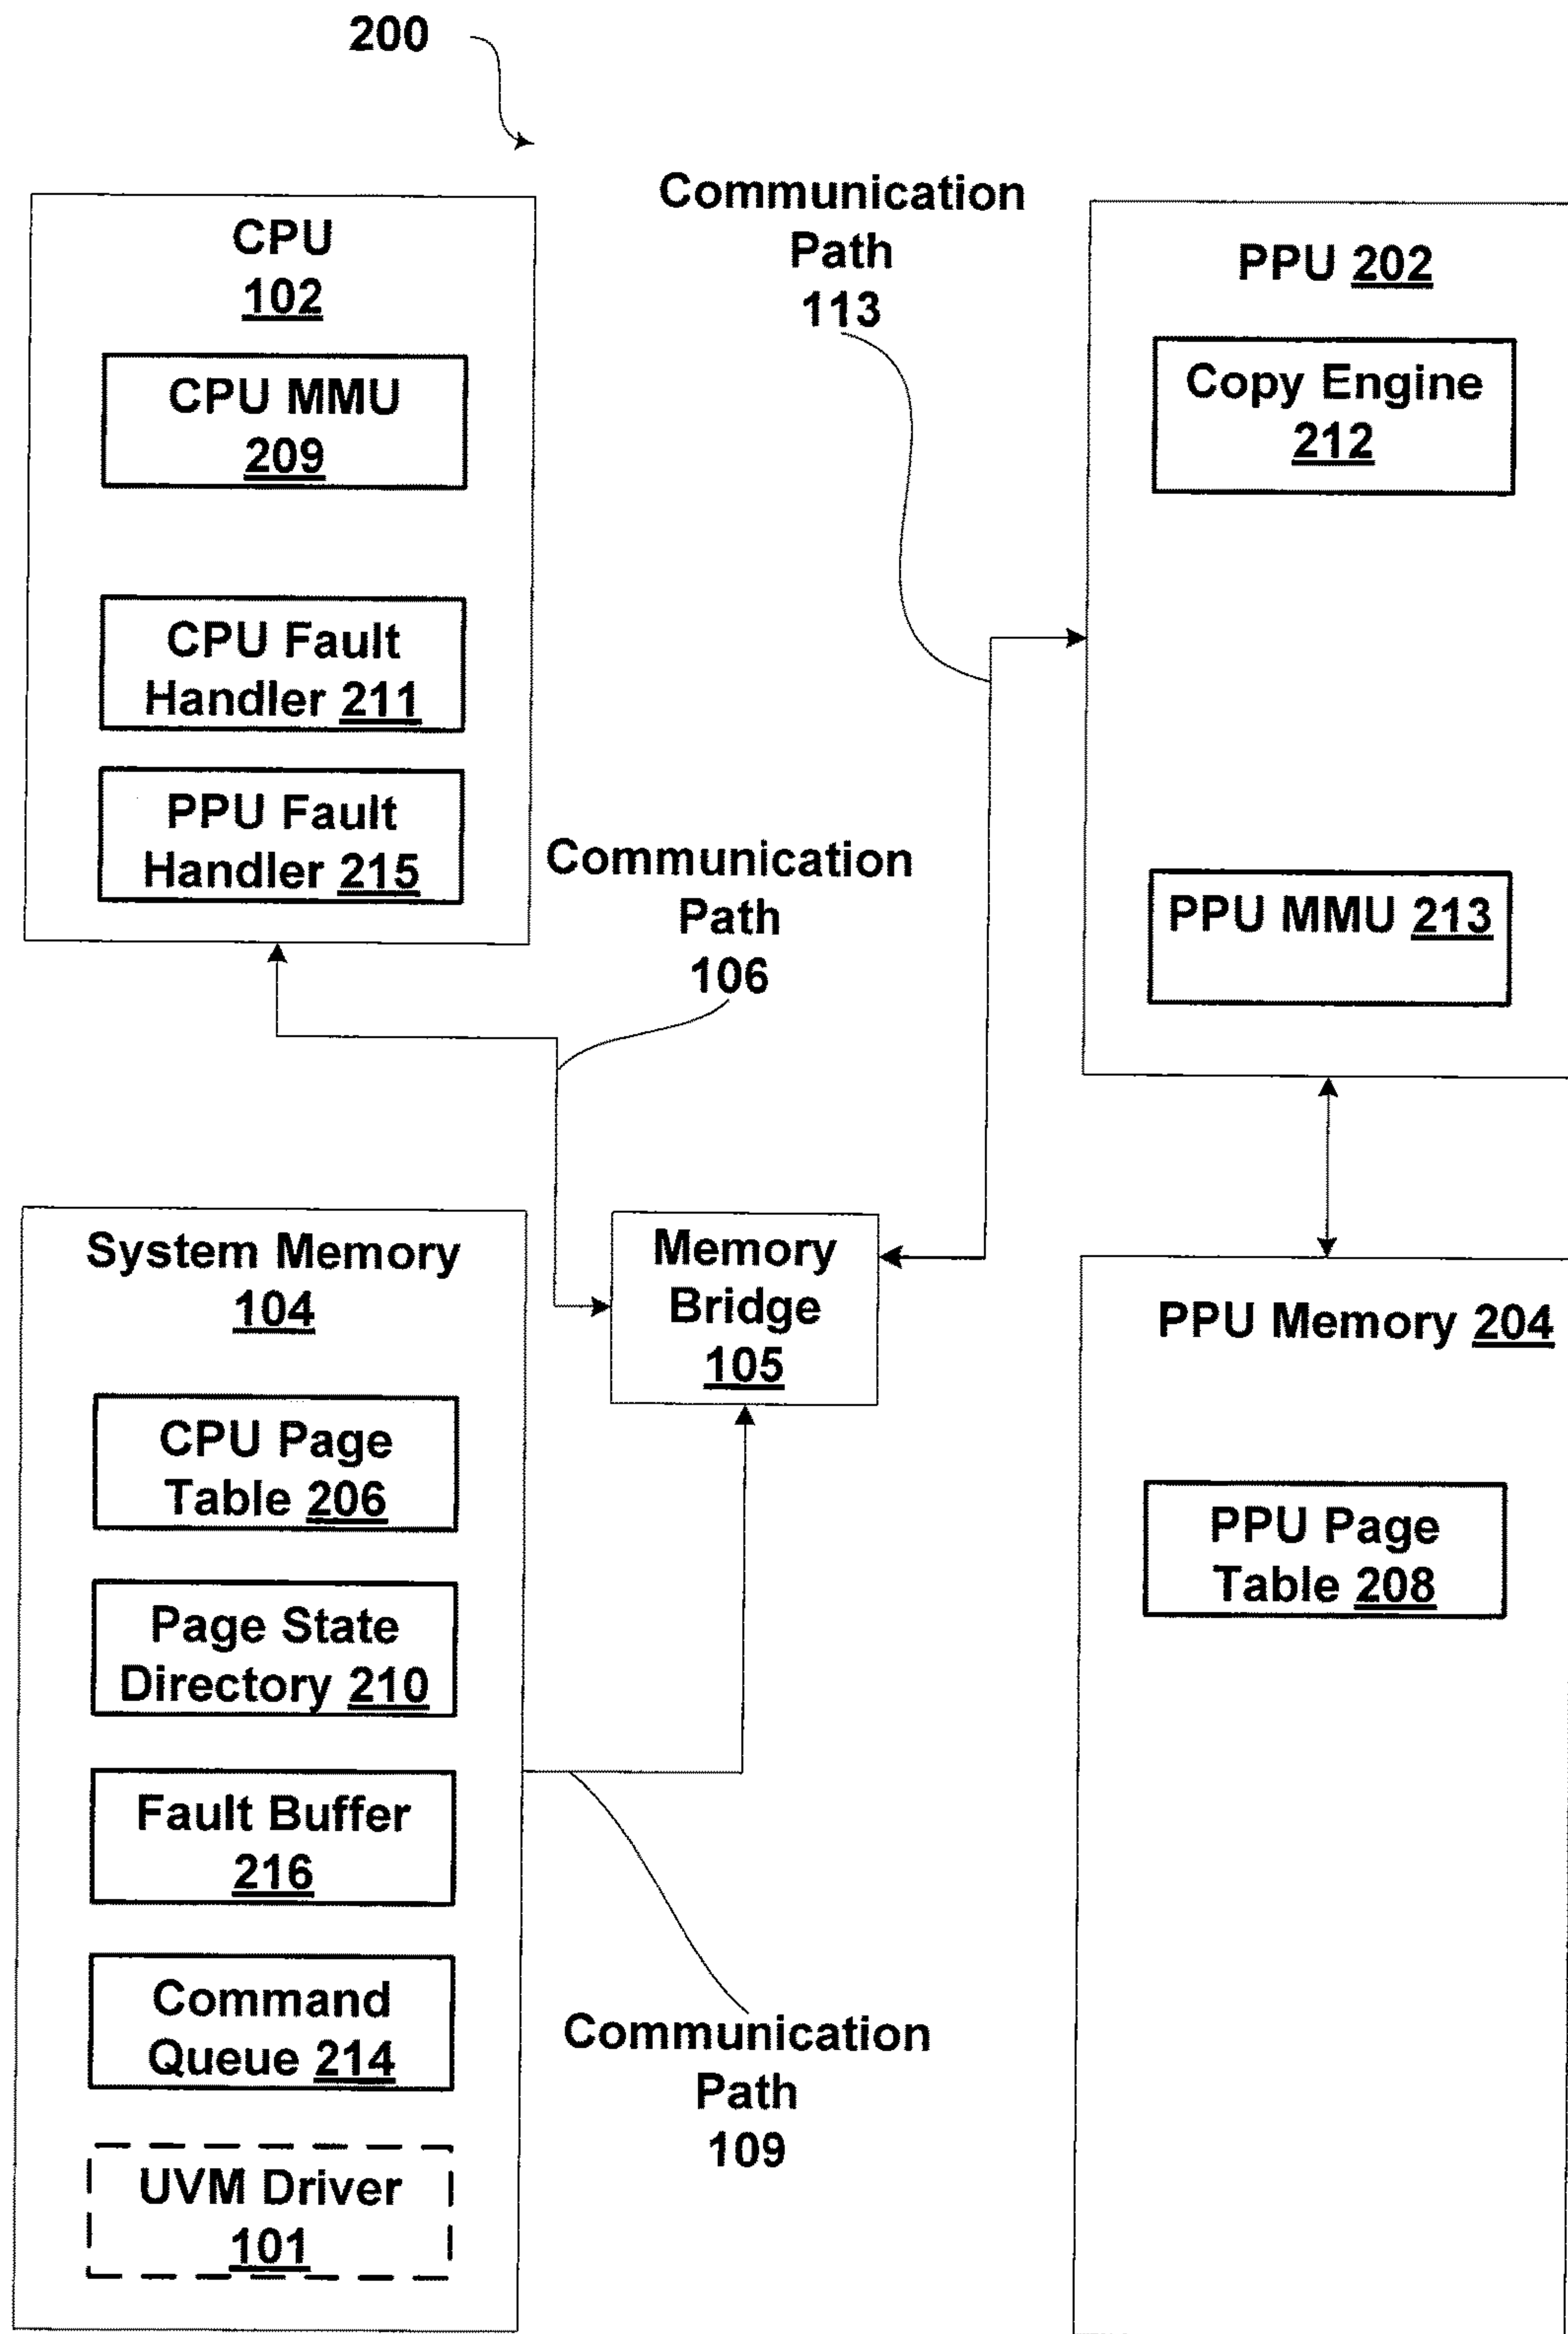 200
CPU
102
CPU MMU
209
CPU Fault
Handler 211
PPU Fault
Handler 215
Communication
Path
113
PPU 202
Copy Engine
212
PPU MMU 213
Communication
Path
106
System Memory
104
CPU Page
Table 206
Page State
Directory 210
Fault Buffer
216
Command
Queue 214
UVM Driver
101
Memory
Bridge
105
Communication
Path
109
PPU Memory 204
PPU Page
Table 208